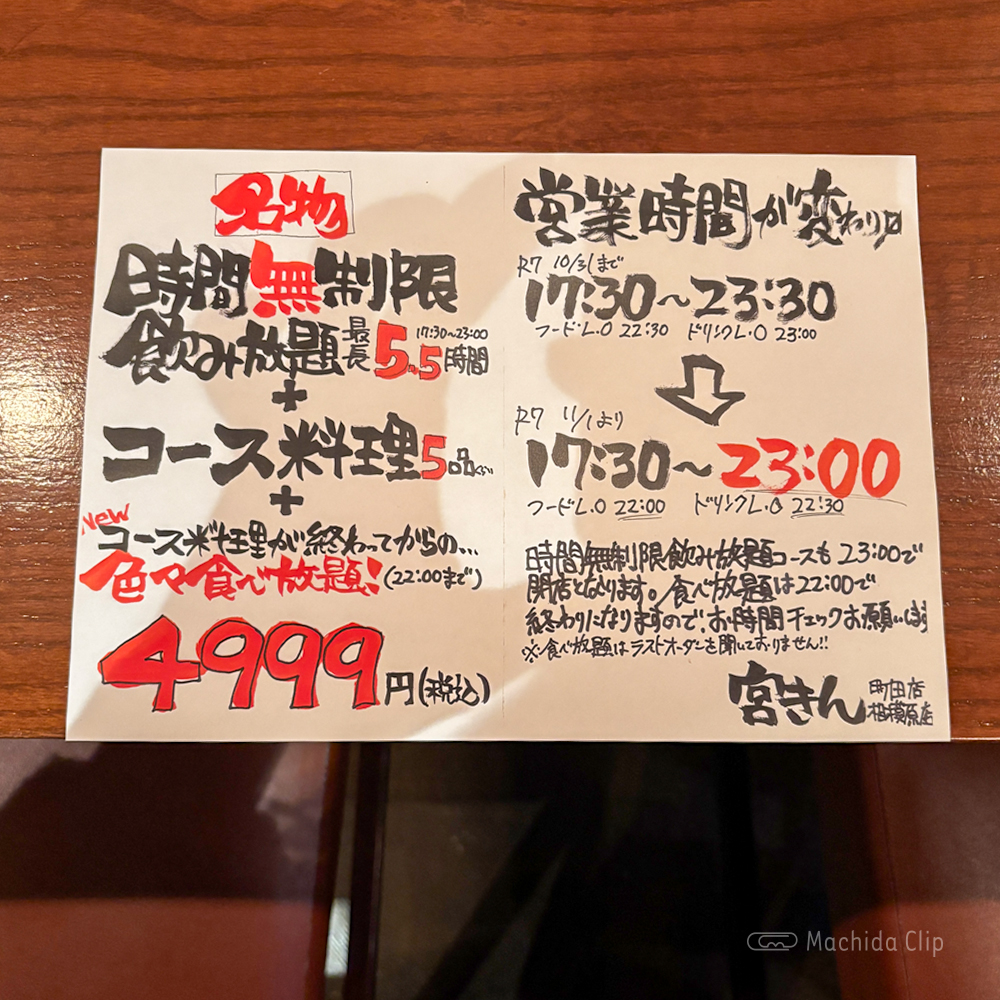 名物
時間無制限
飲み放題 最長5.5時間
17:30~23:00
+
コース料理5品くらい
+
New
コース料理が終わってからの...
色々食べ放題!(22:00まで)
4999円(税込)
営業時間が変わり
R7 10/31まで
17:30~23:30
フードL.O 22:30 ドリンクL.O 23:00
R7 11/1より
17:30~23:00
フードL.O 22:00 ドリンクL.O 22:30
時間無制限飲み放題コースも23:00で
閉店となります。食べ放題は22:00で
終わりになりますのでお時間チェックお願いします
※食べ放題はラストオーダーを聞いておりません!!
宮きん 町田店
相模原店
Machida Clip